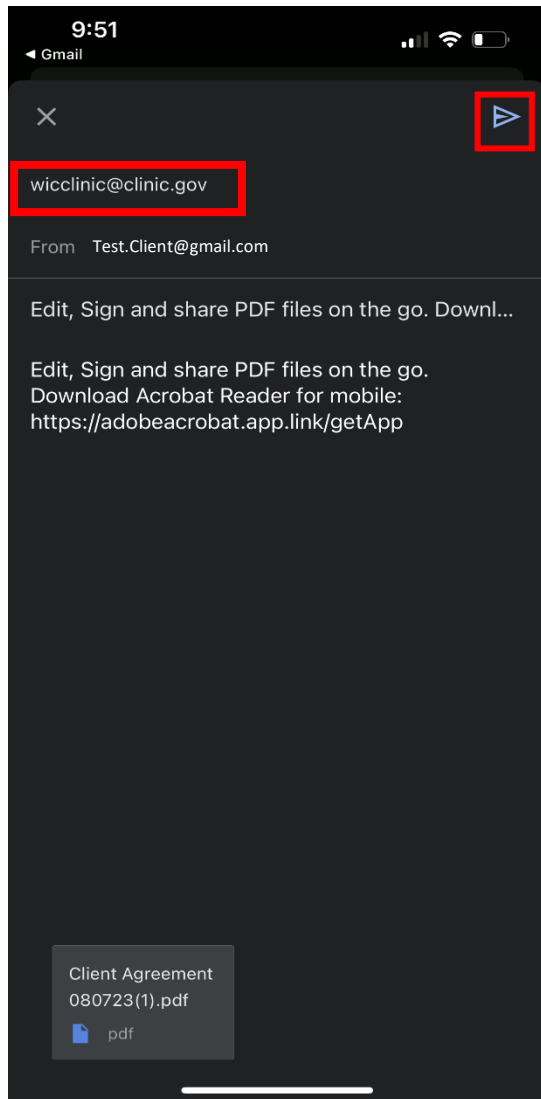 9:51
◄ Gmail
wicclinic@clinic.gov
From Test.Client@gmail.com
Edit, Sign and share PDF files on the go. Downl...
Edit, Sign and share PDF files on the go.
Download Acrobat Reader for mobile:
https://adobeacrobat.app.link/getApp
Client Agreement
080723(1).pdf
pdf